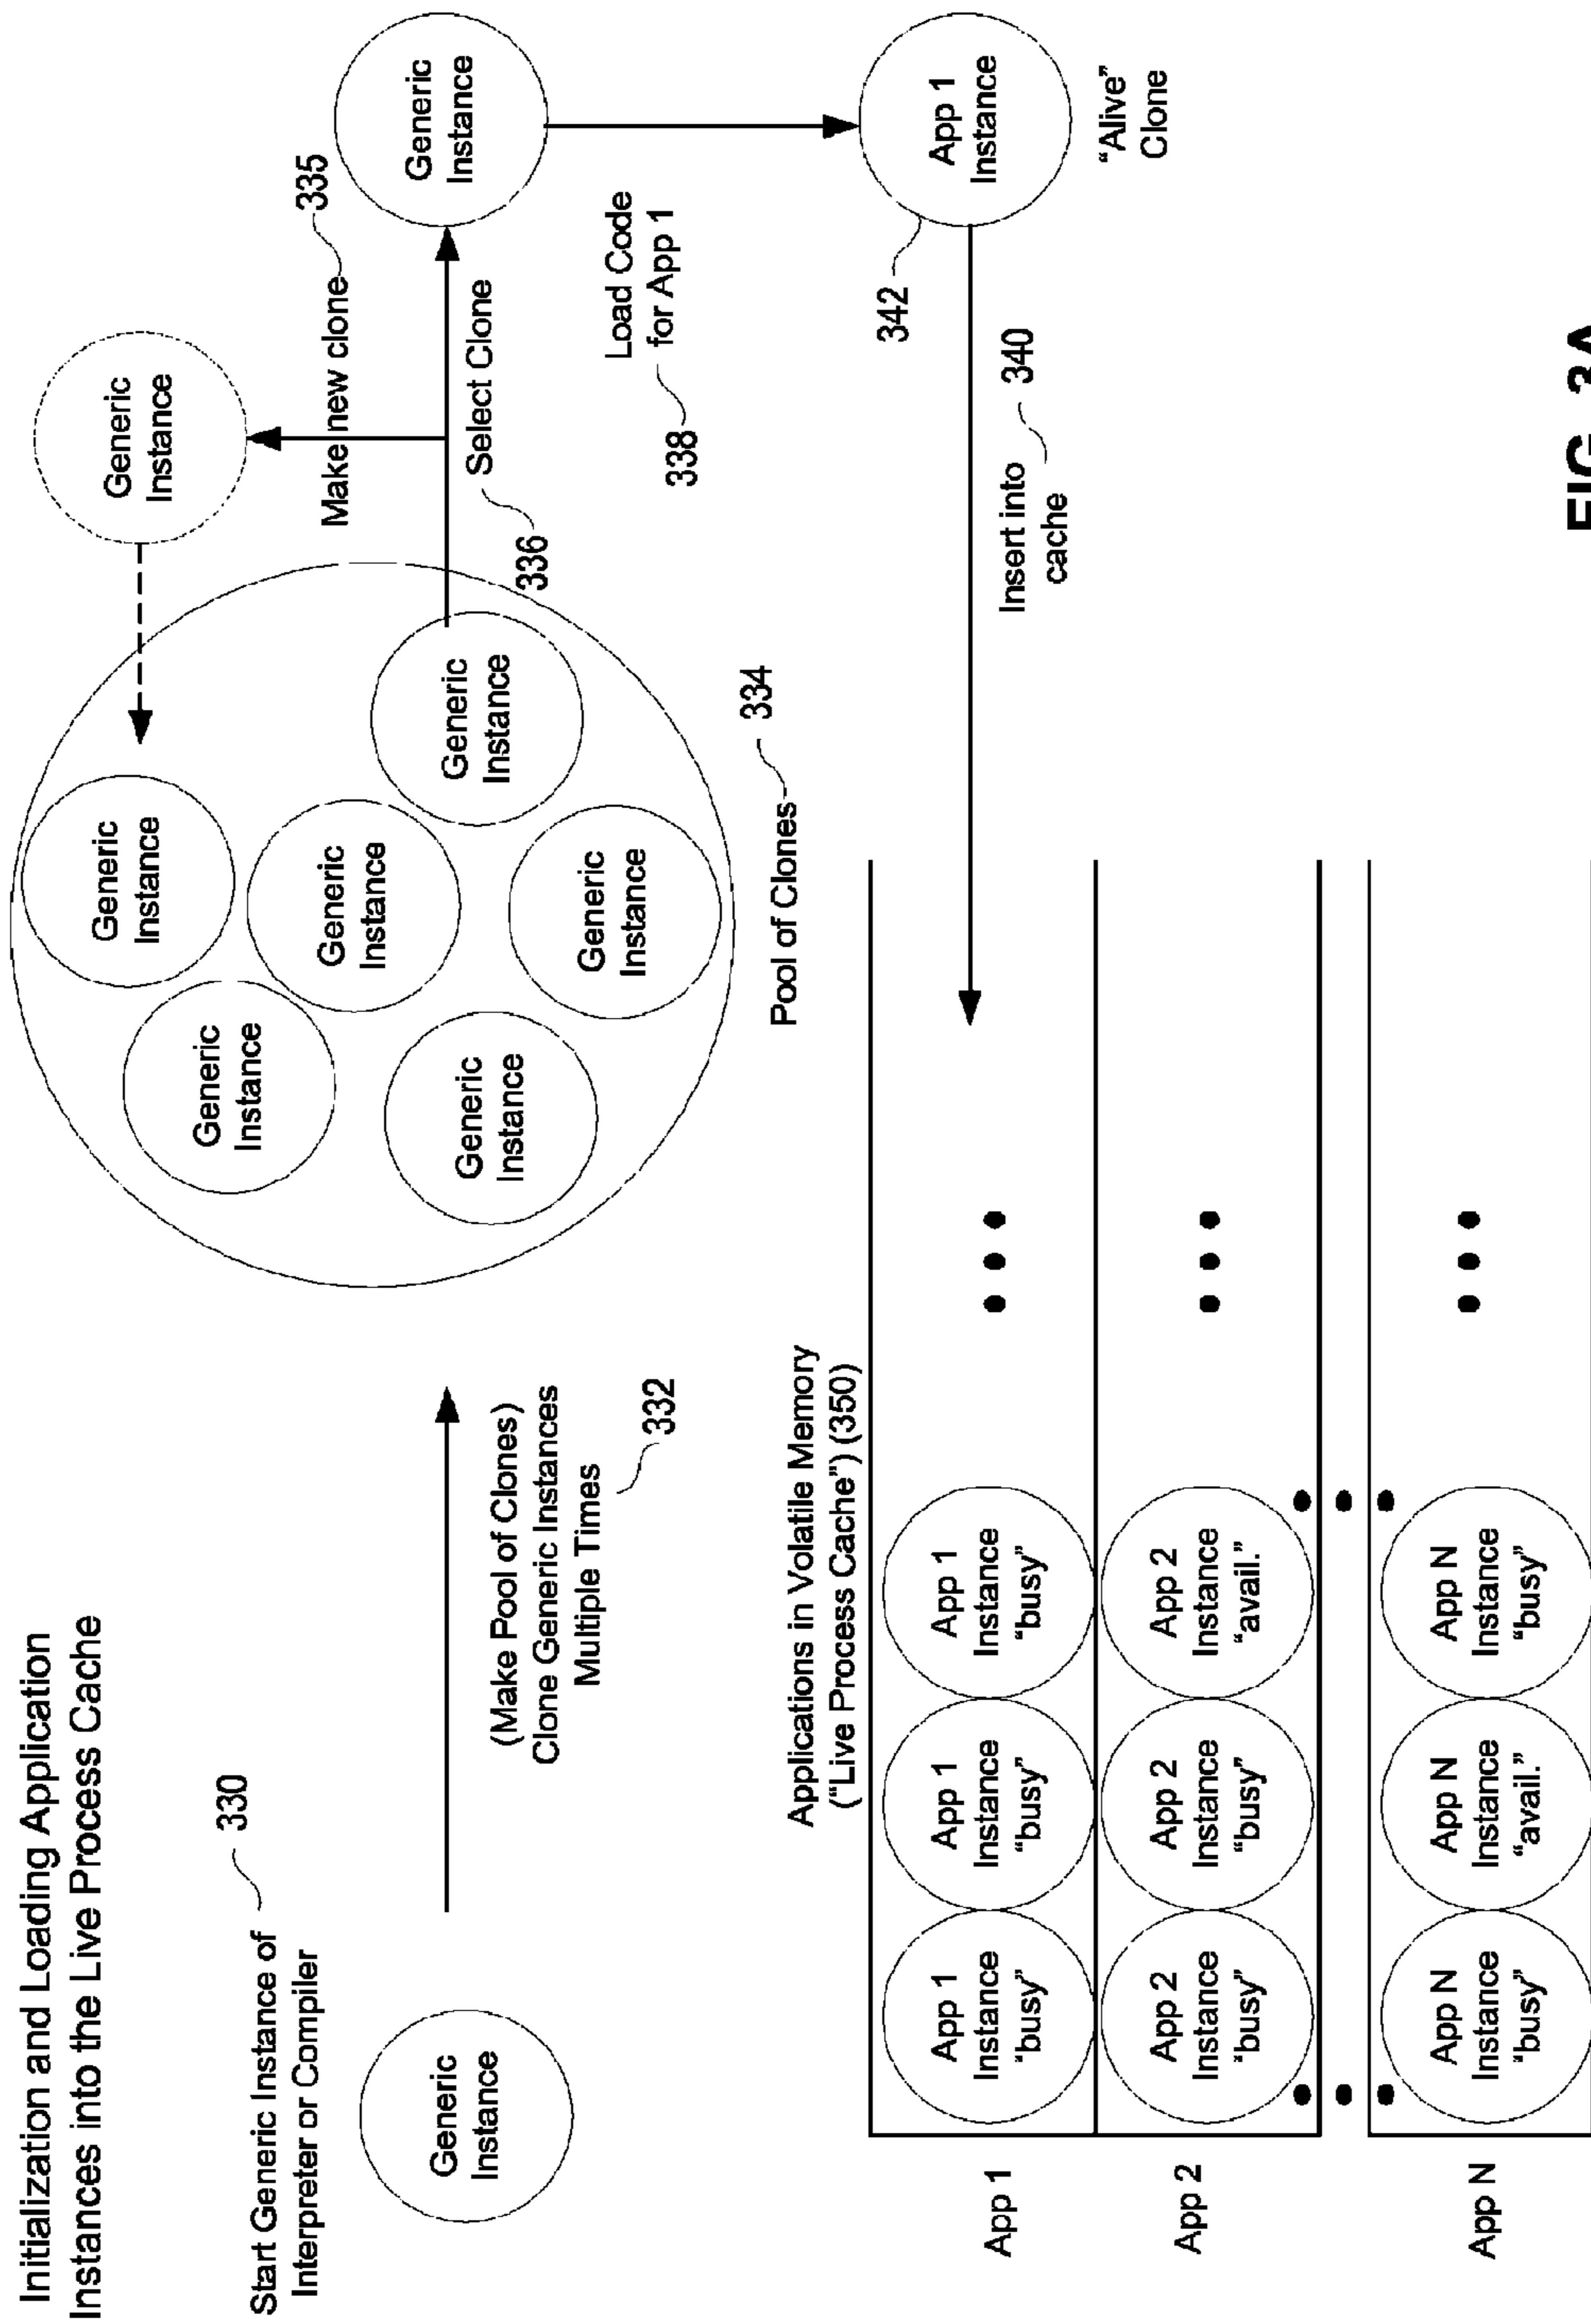 Initialization and Loading Application
Instances into the Live Process Cache
330
Start Generic Instance of
Interpreter or Compiler
Generic
Instance
(Make Pool of Clones)
Clone Generic Instances
Multiple Times
332
Generic
Instance
Generic
Instance
Generic
Instance
Generic
Instance
Generic
Instance
Generic
Instance
Pool of Clones
334
Generic
Instance
Make new clone
335
Select Clone
336
Generic
Instance
Load Code
for App 1
338
App 1
Instance
342
"Alive"
Clone
Insert into
cache
340
Applications in Volatile Memory
("Live Process Cache") (350)
App 1
App 1
Instance
"busy"
App 1
Instance
"busy"
App 1
Instance
"busy"
App 2
App 2
Instance
"busy"
App 2
Instance
"busy"
App 2
Instance
"avail."
App N
App N
Instance
"busy"
App N
Instance
"avail."
App N
Instance
"busy"
FIG. 3A